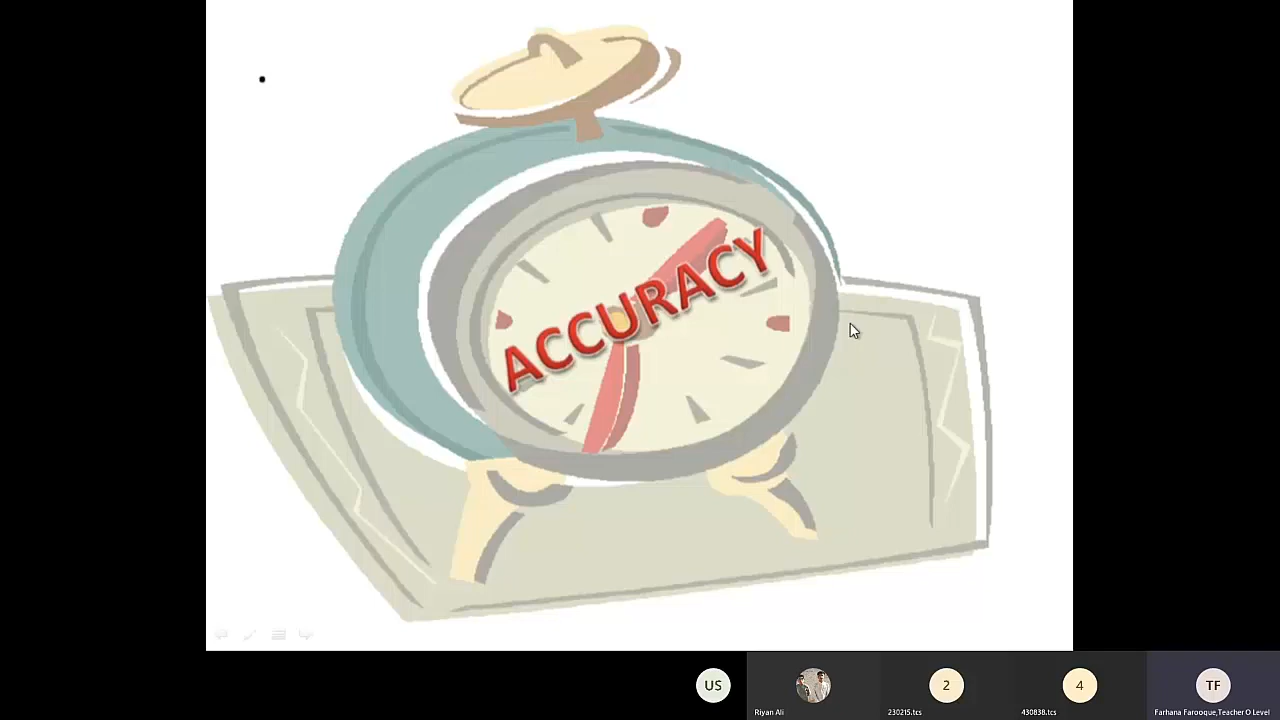 ACCURACY
US
2
4
TF
Riyan Ali
230215.tcs
430838.tcs
Farhana Farooque,Teacher O Level